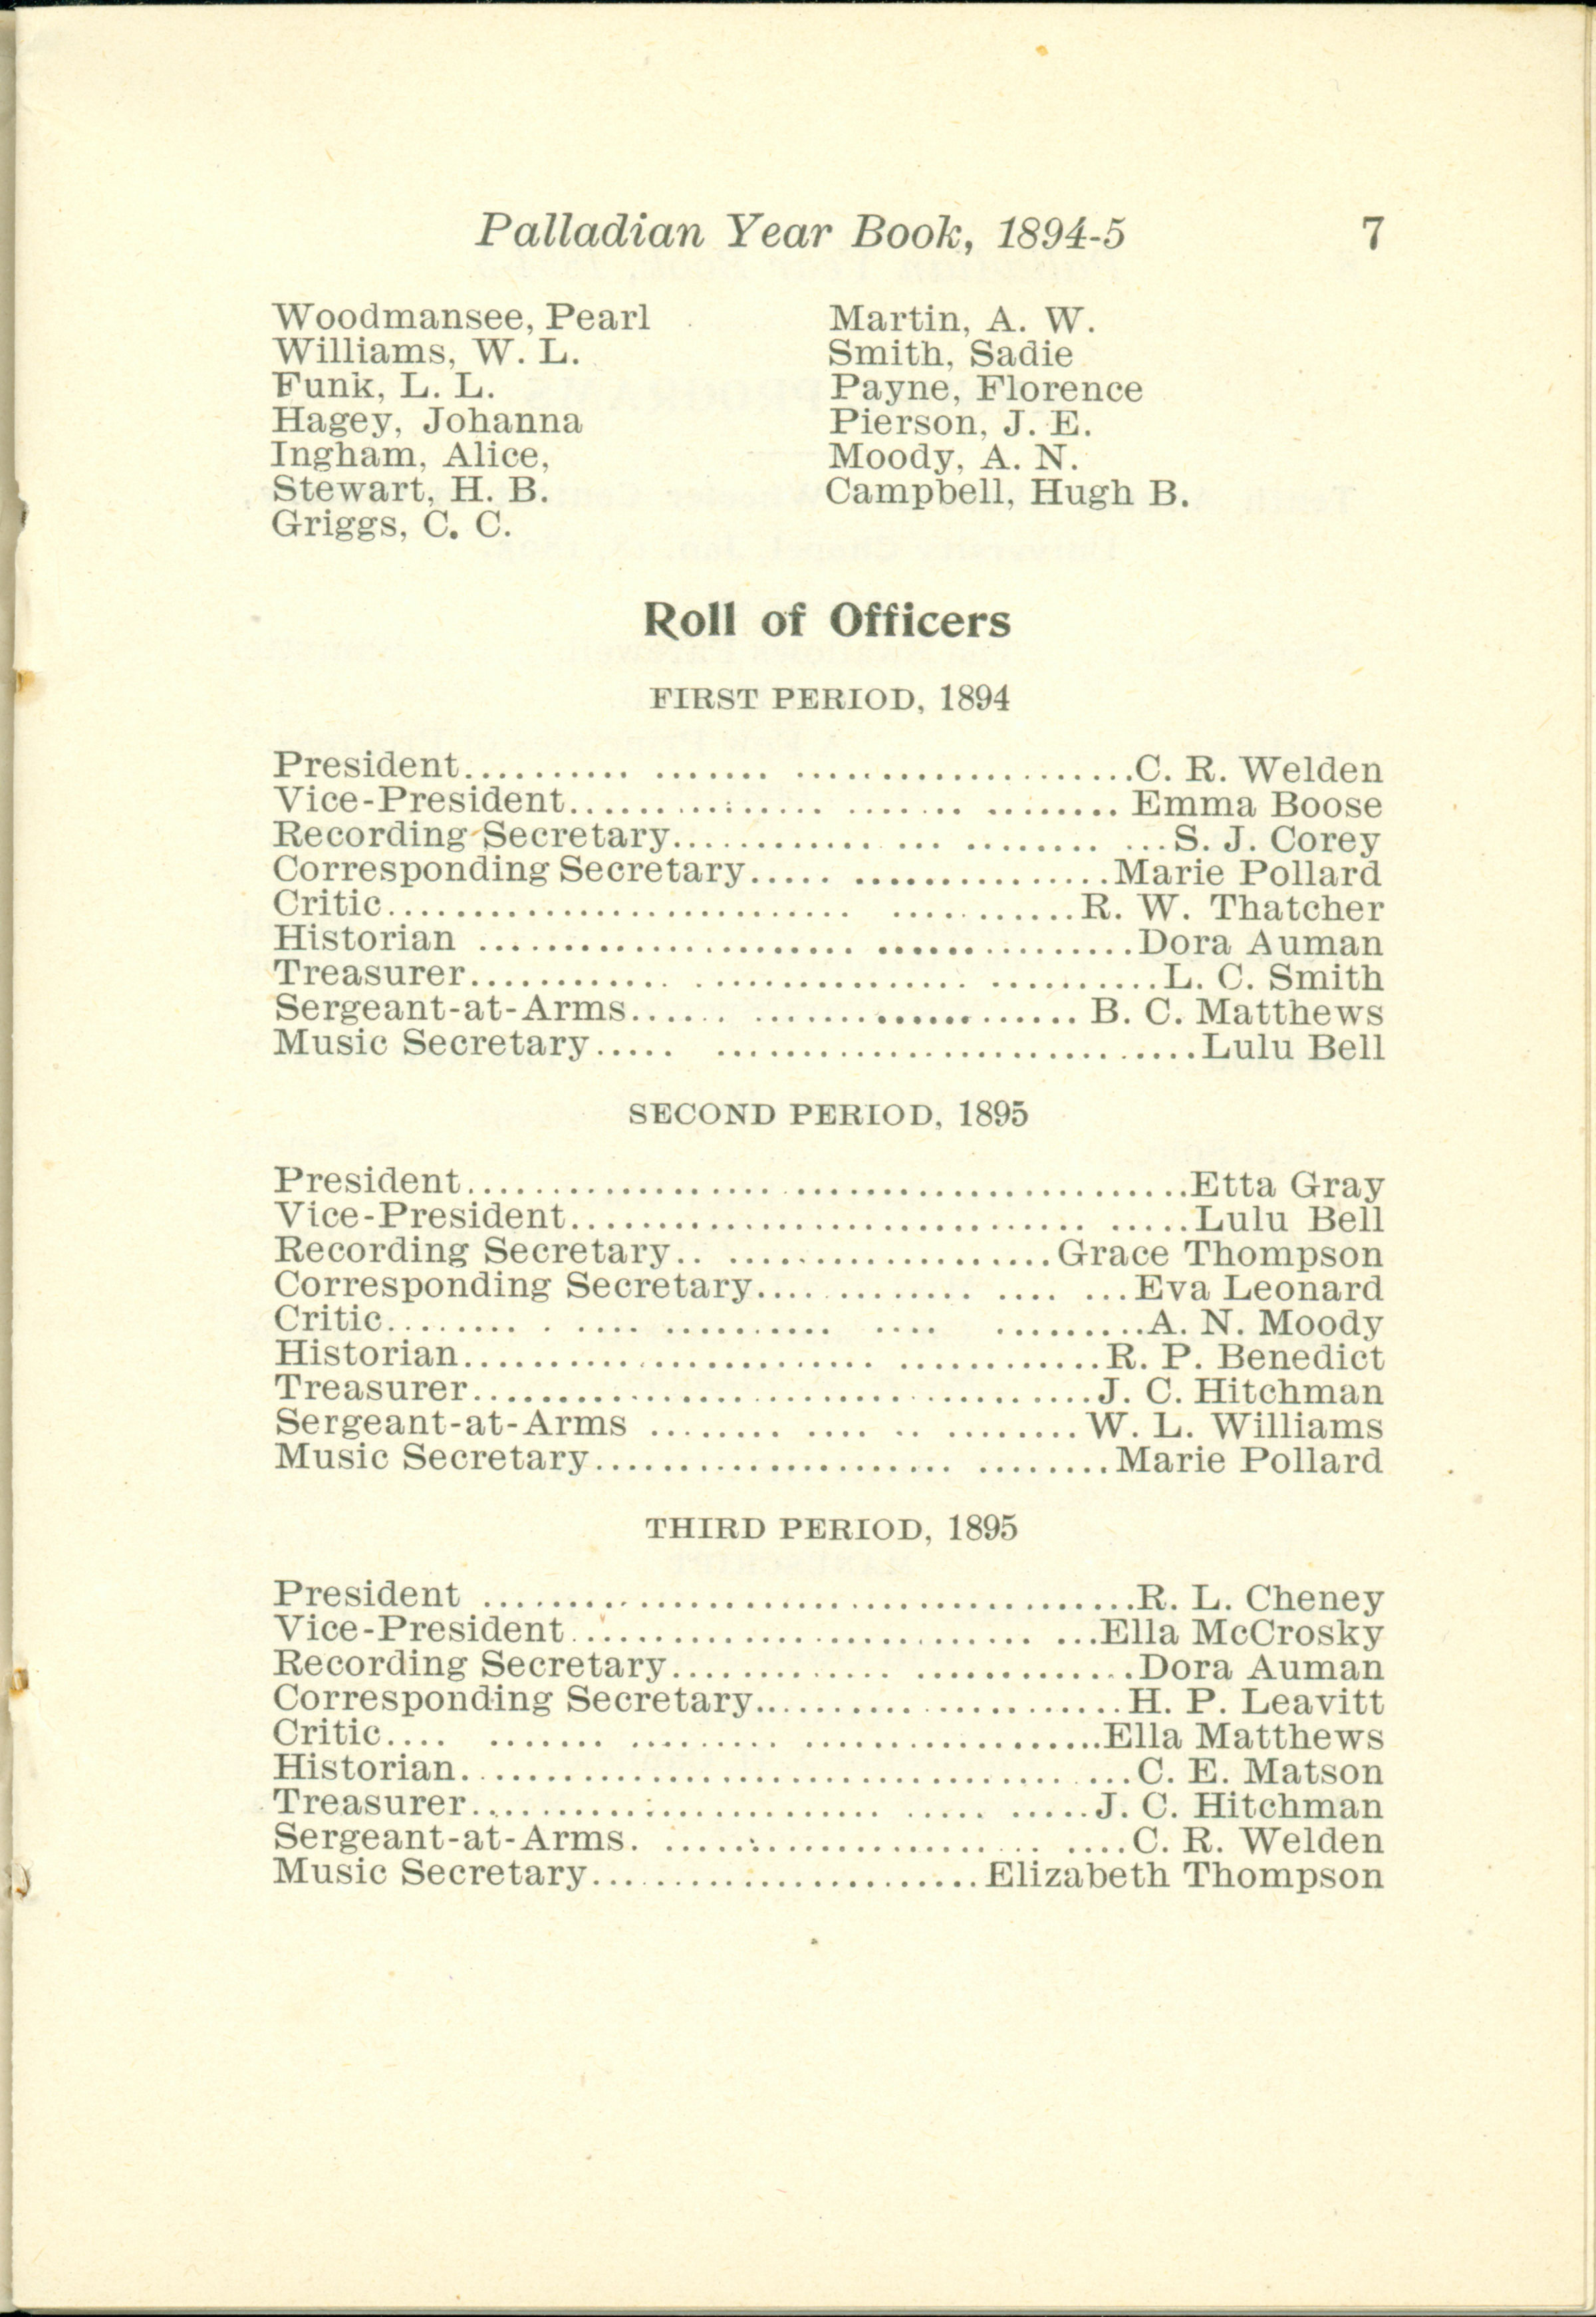 Palladian Year Book, 1894-5 7
Woodmansee, Pearl
Williams, W. L.
Funk, L. L.
Hagey, Johanna
Ingham, Alice,
Stewart, H. B.
Griggs, C. C.
Martin, A. W.
Smith, Sadie
Payne, Florence
Pierson, J. E.
Moody, A. N.
Campbell, Hugh B.
Roll of Officers
FIRST PERIOD, 1894
President..........C. R. Welden
Vice-President..........Emma Boose
Recording Secretary..........S. J. Corey
Corresponding Secretary..........Marie Pollard
Critic..........R. W. Thatcher
Historian..........Dora Auman
Treasurer..........L. C. Smith
Sergeant-at-Arms..........B. C. Matthews
Music Secretary..........Lulu Bell
SECOND PERIOD, 1895
President..........Etta Gray
Vice-President..........Lulu Bell
Recording Secretary..........Grace Thompson
Corresponding Secretary..........Eva Leonard
Critic..........A. N. Moody
Historian..........R. P. Benedict
Treasurer..........J. C. Hitchman
Sergeant-at-Arms..........W. L. Williams
Music Secretary..........Marie Pollard
THIRD PERIOD, 1895
President..........R. L. Cheney
Vice-President..........Ella McCrosky
Recording Secretary..........Dora Auman
Corresponding Secretary..........H. P. Leavitt
Critic..........Ella Matthews
Historian..........C. E. Matson
Treasurer..........J. C. Hitchman
Sergeant-at-Arms..........C. R. Welden
Music Secretary..........Elizabeth Thompson